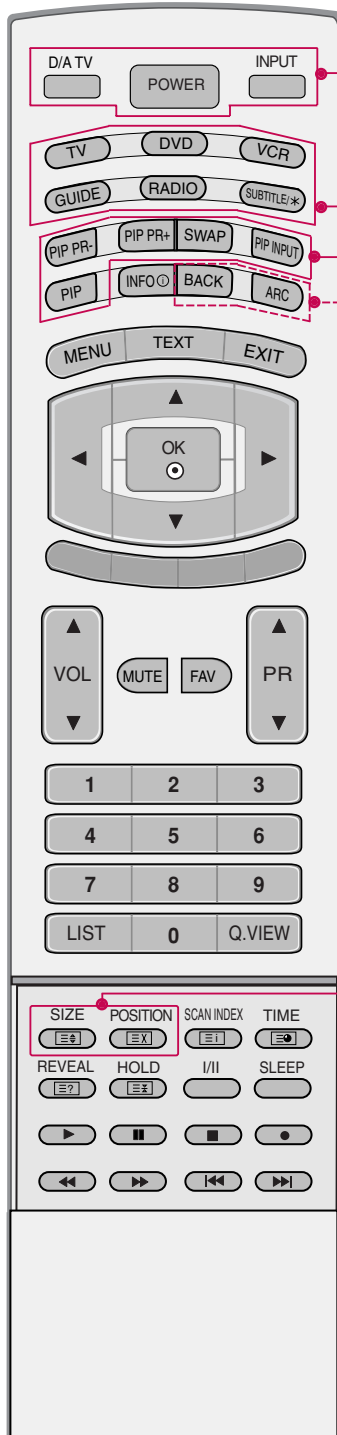 D/A TV POWER INPUT
TV DVD VCR
GUIDE RADIO SUBTITLE/*
PIP PR- PIP PR+ SWAP PIP INPUT
PIP INFO i BACK ARC
MENU TEXT EXIT
OK
VOL MUTE FAV PR
1 2 3
4 5 6
7 8 9
LIST 0 Q.VIEW
SIZE POSITION SCAN INDEX TIME
REVEAL HOLD I/II SLEEP